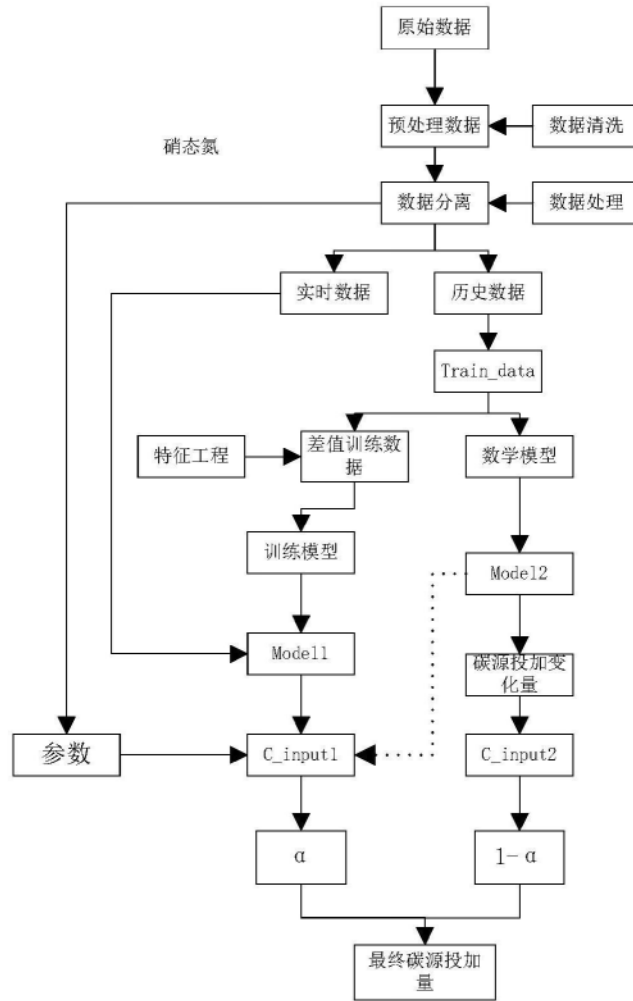 原始数据
预处理数据
数据清洗
硝态氮
数据分离
数据处理
实时数据
历史数据
Train_data
特征工程
差值训练数
据
数学模型
训练模型
Model2
Model1
碳源投加变
化量
参数
C_input1
C_input2
α
1-α
最终碳源投加
量